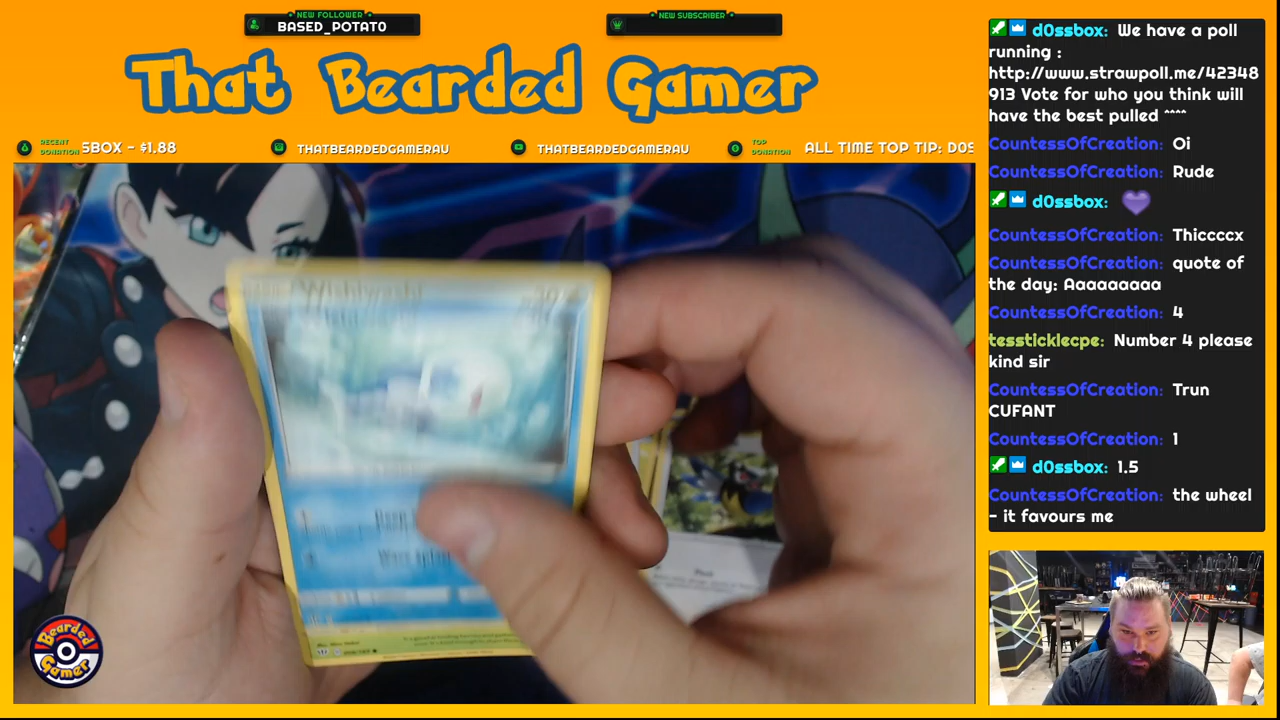 NEW FOLLOWER
BASED_POTATO
NEW SUBSCRIBER
That Bearded Gamer
RECENT
DONATION
SBOX - $1.88
THATBEARDEDGAMERAU
THATBEARDEDGAMERAU
TOP
DONATION
ALL TIME TOP TIP: D0S
Wishiwashi
Bearded
Gamer
d0ssbox: We have a poll
running :
http://www.strawpoll.me/42348
913 Vote for who you think will
have the best pulled ^^^^
CountessOfCreation: Oi
CountessOfCreation: Rude
d0ssbox:
CountessOfCreation: Thiccccx
CountessOfCreation: quote of
the day: Aaaaaaaaa
CountessOfCreation: 4
tessticklecpe: Number 4 please
kind sir
CountessOfCreation: Trun
CUFANT
CountessOfCreation: 1
d0ssbox: 1.5
CountessOfCreation: the wheel
- it favours me